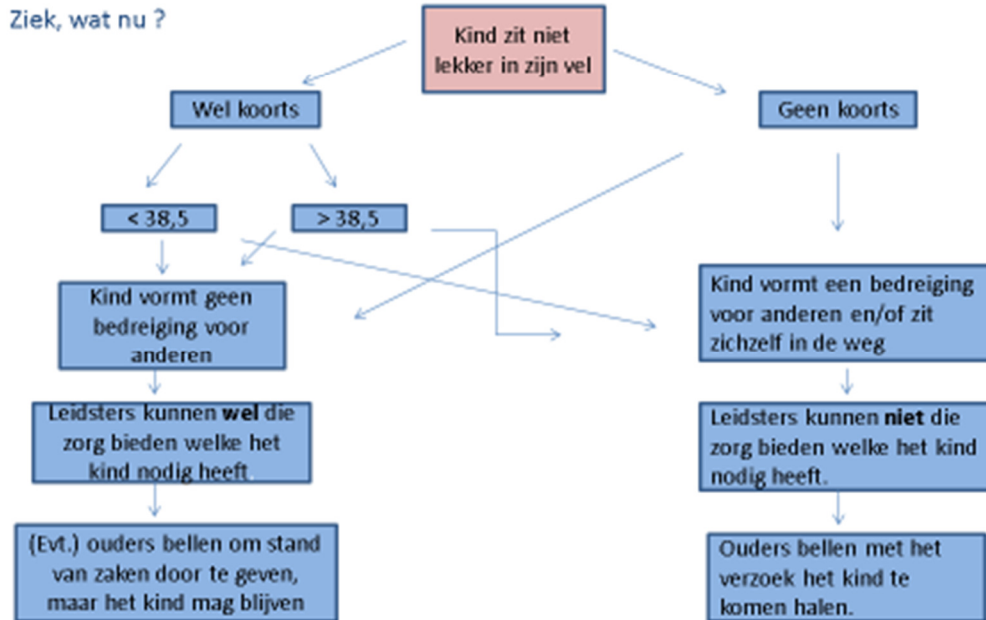 Ziek, wat nu ?
Kind zit niet
lekker in zijn vel
Wel koorts
Geen koorts
< 38,5
> 38,5
Kind vormt geen
bedreiging voor
anderen
Kind vormt een bedreiging
voor anderen en/of zit
zichzelf in de weg
Leidsters kunnen wel die
zorg bieden welke het
kind nodig heeft.
Leidsters kunnen niet die
zorg bieden welke het kind
nodig heeft.
(Evt.) ouders bellen om stand
van zaken door te geven,
maar het kind mag blijven
Ouders bellen met het
verzoek het kind te
komen halen.